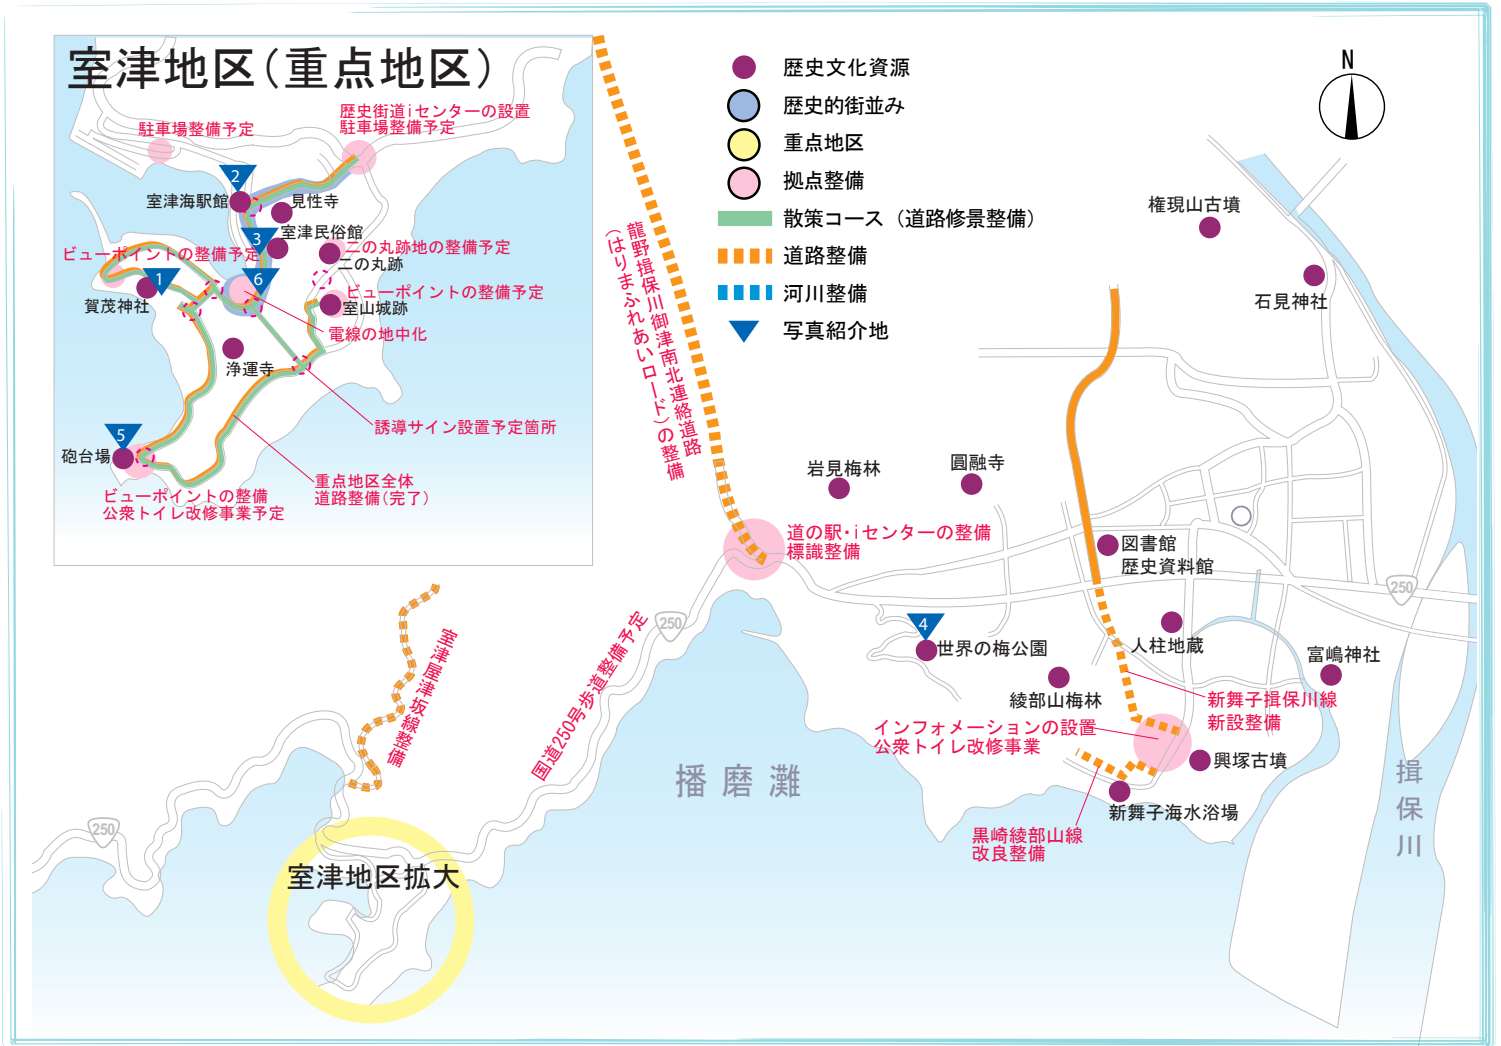 室津地区(重点地区)
歴史街道iセンターの設置
駐車場整備予定
駐車場整備予定
2
室津海駅館
見性寺
3
室津民俗館
二の丸跡地の整備予定
二の丸跡
ビューポイントの整備予定
1
6
賀茂神社
ビューポイントの整備予定
室山城跡
電線の地中化
浄運寺
誘導サイン設置予定箇所
5
砲台場
重点地区全体
道路整備(完了)
ビューポイントの整備
公衆トイレ改修事業予定
歴史文化資源
歴史的街並み
重点地区
拠点整備
散策コース（道路修景整備）
道路整備
河川整備
写真紹介地
N
龍野揖保川御津南北連絡道路
(はりまふれあいロード)の整備
権現山古墳
石見神社
岩見梅林
圓融寺
道の駅・iセンターの整備
標識整備
図書館
歴史資料館
250
250
4
世界の梅公園
人柱地蔵
富嶋神社
綾部山梅林
新舞子揖保川線
新設整備
インフォメーションの設置
公衆トイレ改修事業
興塚古墳
新舞子海水浴場
黒崎綾部山線
改良整備
室津屋津坂線整備
国道250号歩道整備予定
播磨灘
揖保川
250
室津地区拡大